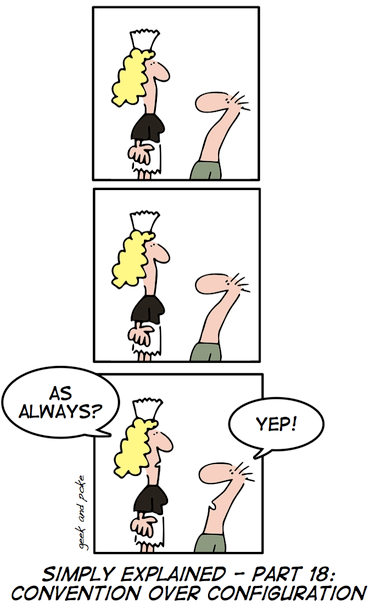 AS
ALWAYS?
YEP!
geek and poke
SIMPLY EXPLAINED - PART 18:
CONVENTION OVER CONFIGURATION